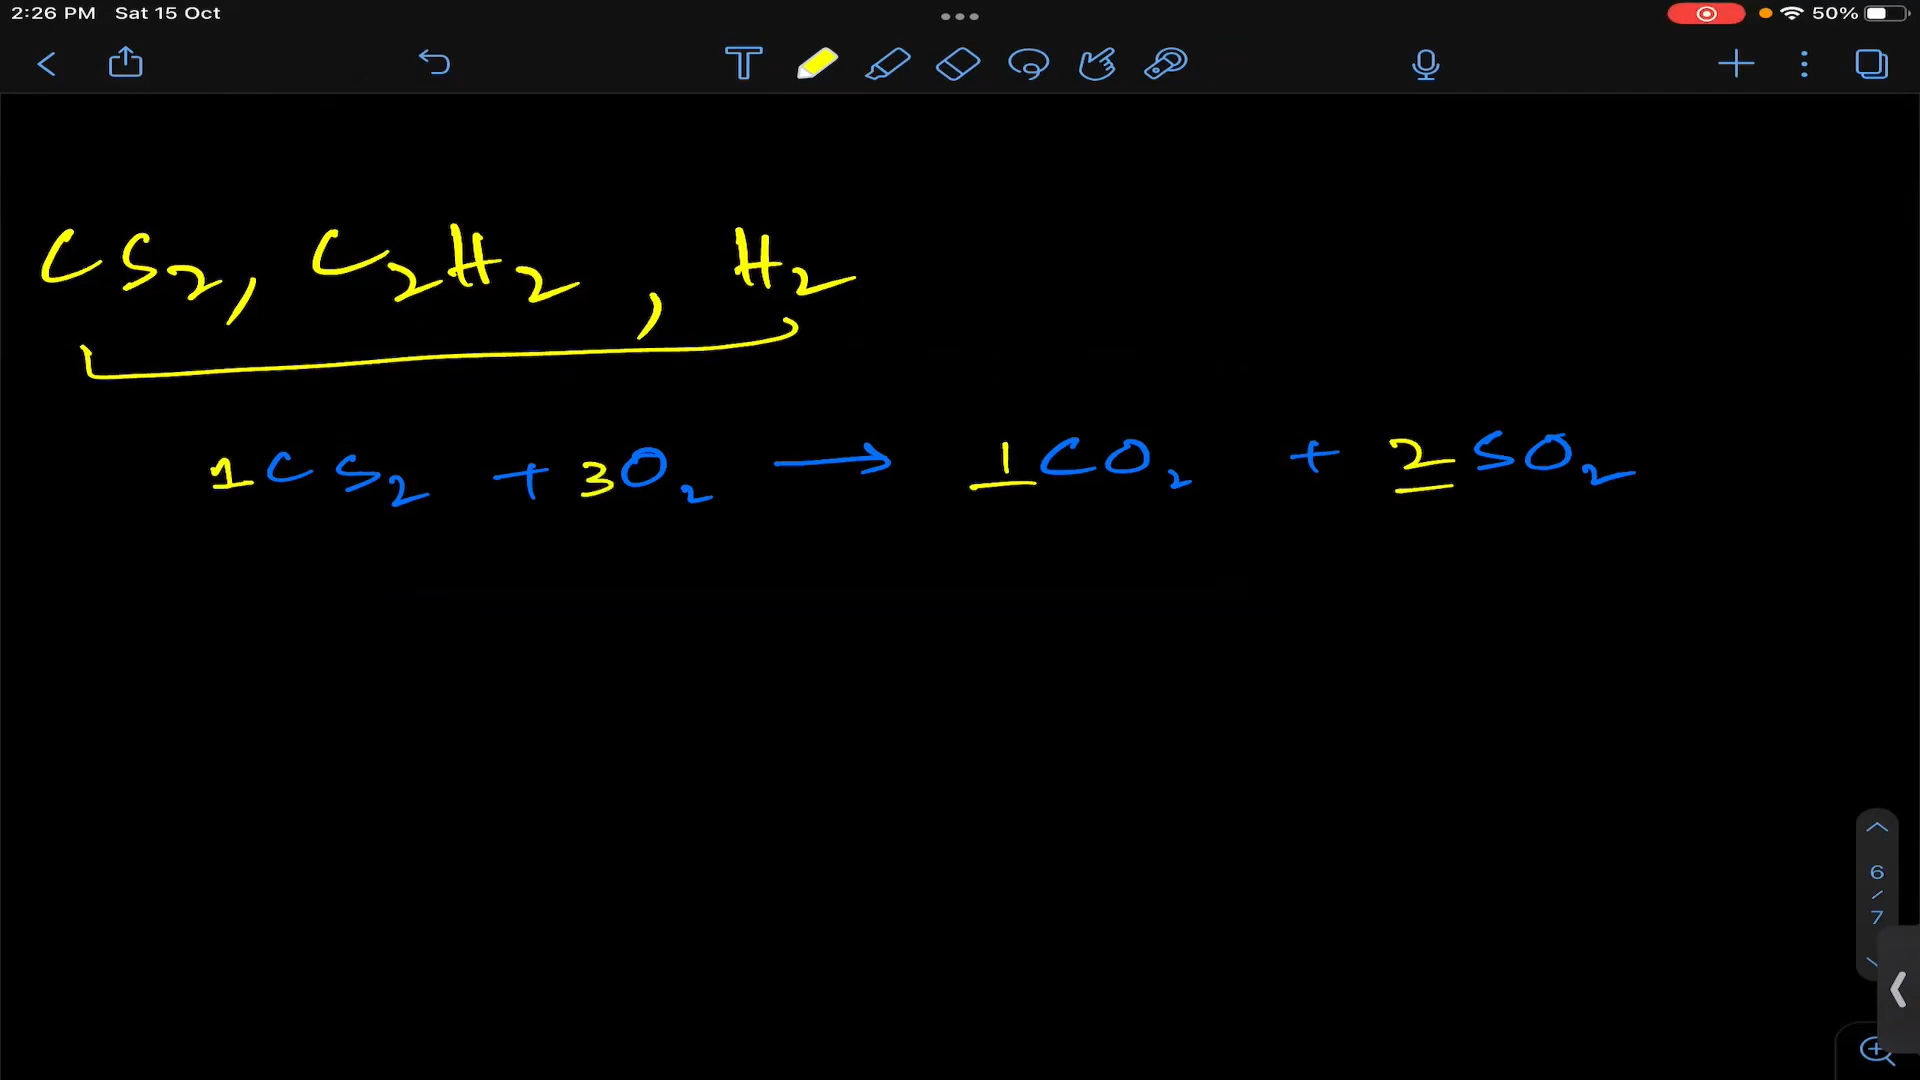 2:26 PM Sat 15 Oct
50%
T
CS₂, C₂H₂, H₂
1CS₂ + 3O₂ → 1CO₂ + 2SO₂
6
/
7